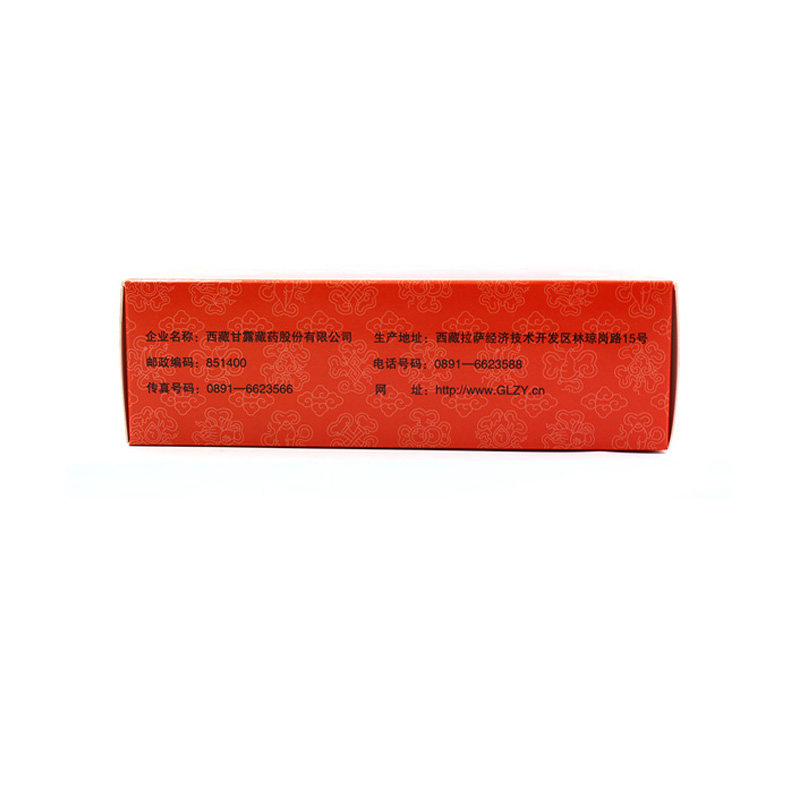 企业名称：西藏甘露藏药股份有限公司 生产地址：西藏拉萨经济技术开发区林琼岗路15号
邮政编码：851400 电话号码：0891—6623588
传真号码：0891—6623566 网 址：http://www.GLZY.cn